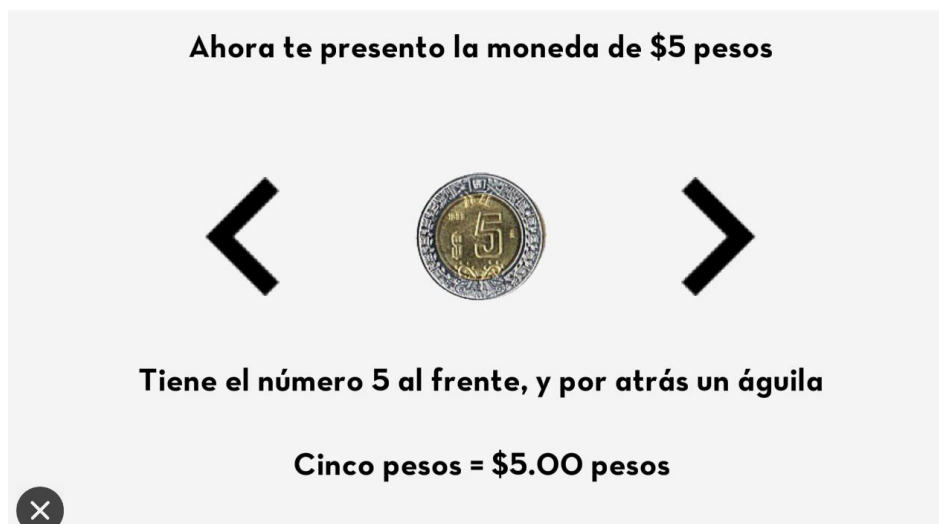 Ahora te presento la moneda de $5 pesos
$5
Tiene el número 5 al frente, y por atrás un águila
Cinco pesos = $5.00 pesos